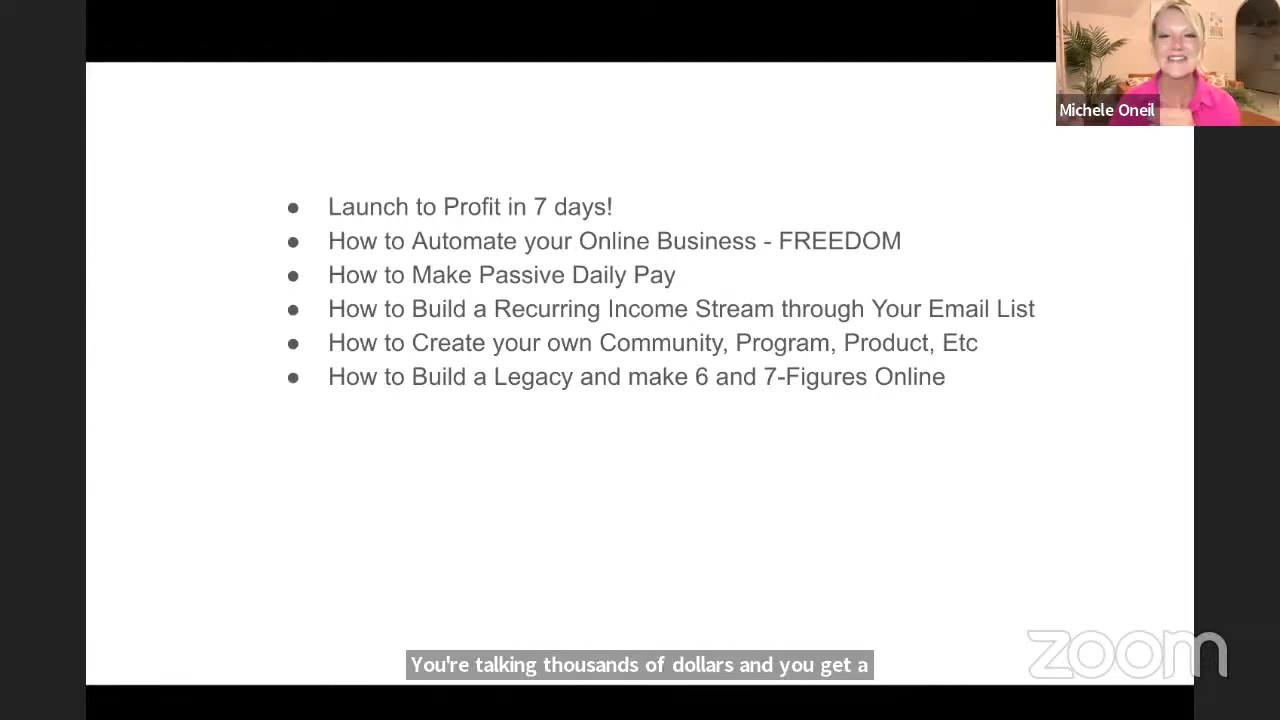 Michele Oneil
● Launch to Profit in 7 days!
● How to Automate your Online Business - FREEDOM
● How to Make Passive Daily Pay
● How to Build a Recurring Income Stream through Your Email List
● How to Create your own Community, Program, Product, Etc
● How to Build a Legacy and make 6 and 7-Figures Online
You're talking thousands of dollars and you get a
zoom